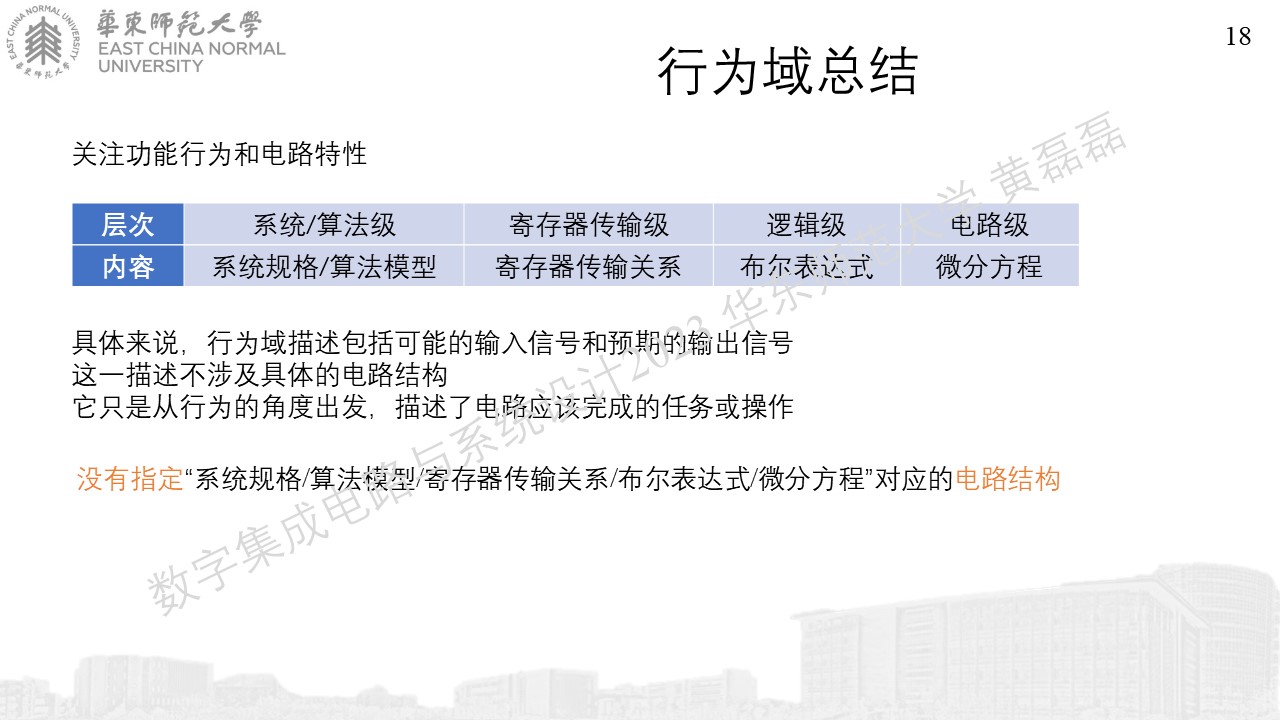 EAST CHINA NORMAL UNIVERSITY
華東师范大學
華東师范大學
EAST CHINA NORMAL
UNIVERSITY
18
行为域总结
关注功能行为和电路特性
层次 系统/算法级 寄存器传输级 逻辑级 电路级
内容 系统规格/算法模型 寄存器传输关系 布尔表达式 微分方程
具体来说，行为域描述包括可能的输入信号和预期的输出信号
这一描述不涉及具体的电路结构
它只是从行为的角度出发，描述了电路应该完成的任务或操作
没有指定“系统规格/算法模型/寄存器传输关系/布尔表达式/微分方程”对应的电路结构
数字集成电路与系统设计2023 华东师范大学 黄磊磊